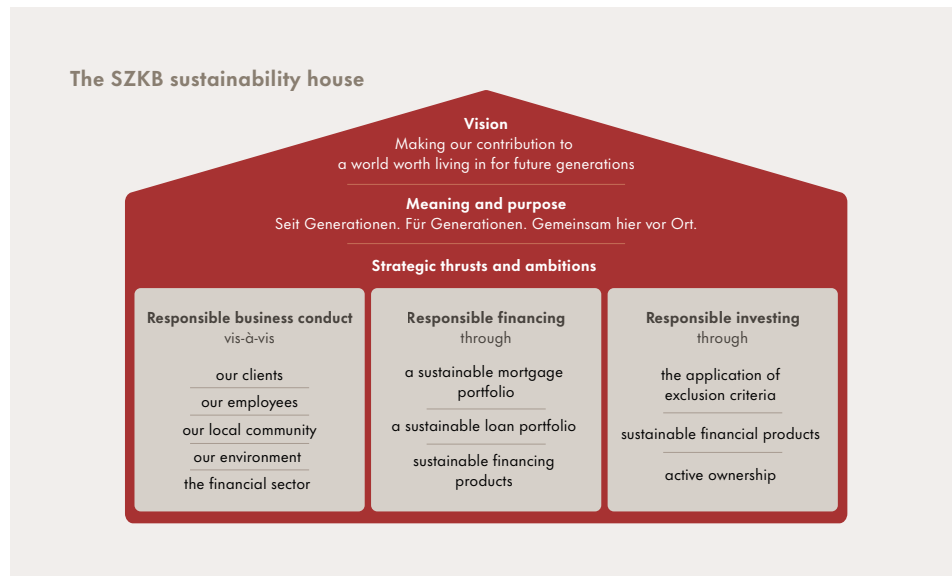 The SZKB sustainability house
Vision
Making our contribution to
a world worth living in for future generations
Meaning and purpose
Seit Generationen. Für Generationen. Gemeinsam hier vor Ort.
Strategic thrusts and ambitions
Responsible business conduct
vis-à-vis
our clients
our employees
our local community
our environment
the financial sector
Responsible financing
through
a sustainable mortgage
portfolio
a sustainable loan portfolio
sustainable financing
products
Responsible investing
through
the application of
exclusion criteria
sustainable financial products
active ownership